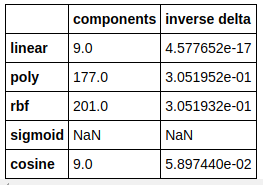 components inverse delta
linear 9.0 4.577652e-17
poly 177.0 3.051952e-01
rbf 201.0 3.051932e-01
sigmoid NaN NaN
cosine 9.0 5.897440e-02